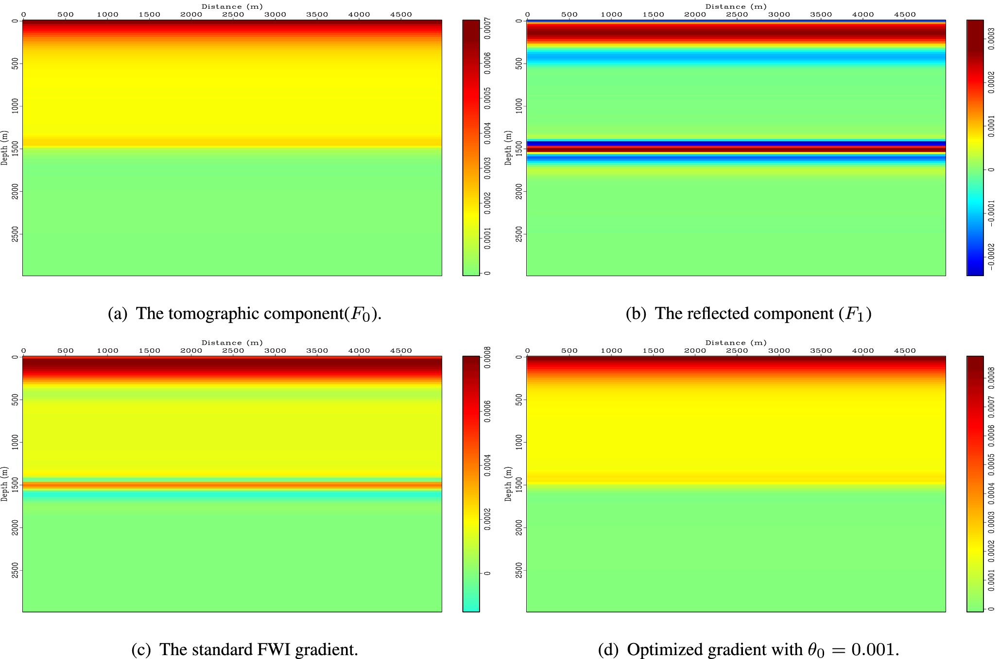 Distance (m)
0 500 1000 1500 2000 2500 3000 3500 4000 4500
Depth (m)
0 500 1000 1500 2000 2500
0.0007 0.0006 0.0005 0.0004 0.0003 0.0002 0.0001 0
(a) The tomographic component(F₀).
Distance (m)
0 500 1000 1500 2000 2500 3000 3500 4000 4500
Depth (m)
0 500 1000 1500 2000 2500
0.0003 0.0002 0.0001 0 −0.0001 −0.0002
(b) The reflected component (F₁)
Distance (m)
0 500 1000 1500 2000 2500 3000 3500 4000 4500
Depth (m)
0 500 1000 1500 2000 2500
0.0008 0.0006 0.0004 0.0002 0
(c) The standard FWI gradient.
Distance (m)
0 500 1000 1500 2000 2500 3000 3500 4000 4500
Depth (m)
0 500 1000 1500 2000 2500
0.0008 0.0007 0.0006 0.0005 0.0004 0.0003 0.0002 0.0001 0
(d) Optimized gradient with θ₀ = 0.001.